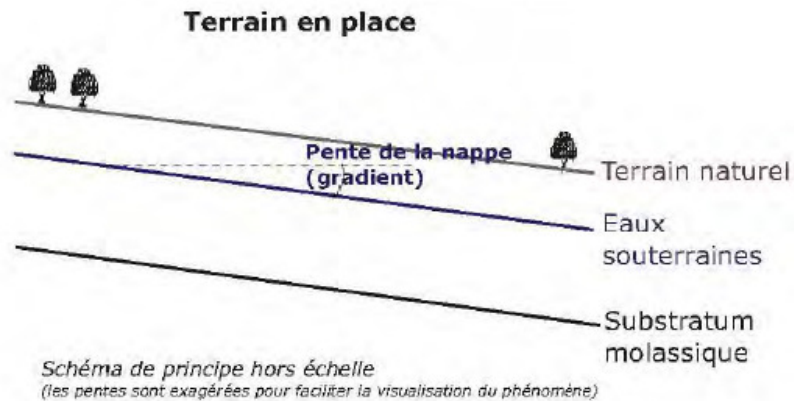 Terrain en place
Pente de la nappe
(gradient)
Terrain naturel
Eaux
souterraines
Substratum
molassique
Schéma de principe hors échelle
(les pentes sont exagérées pour faciliter la visualisation du phénomène)